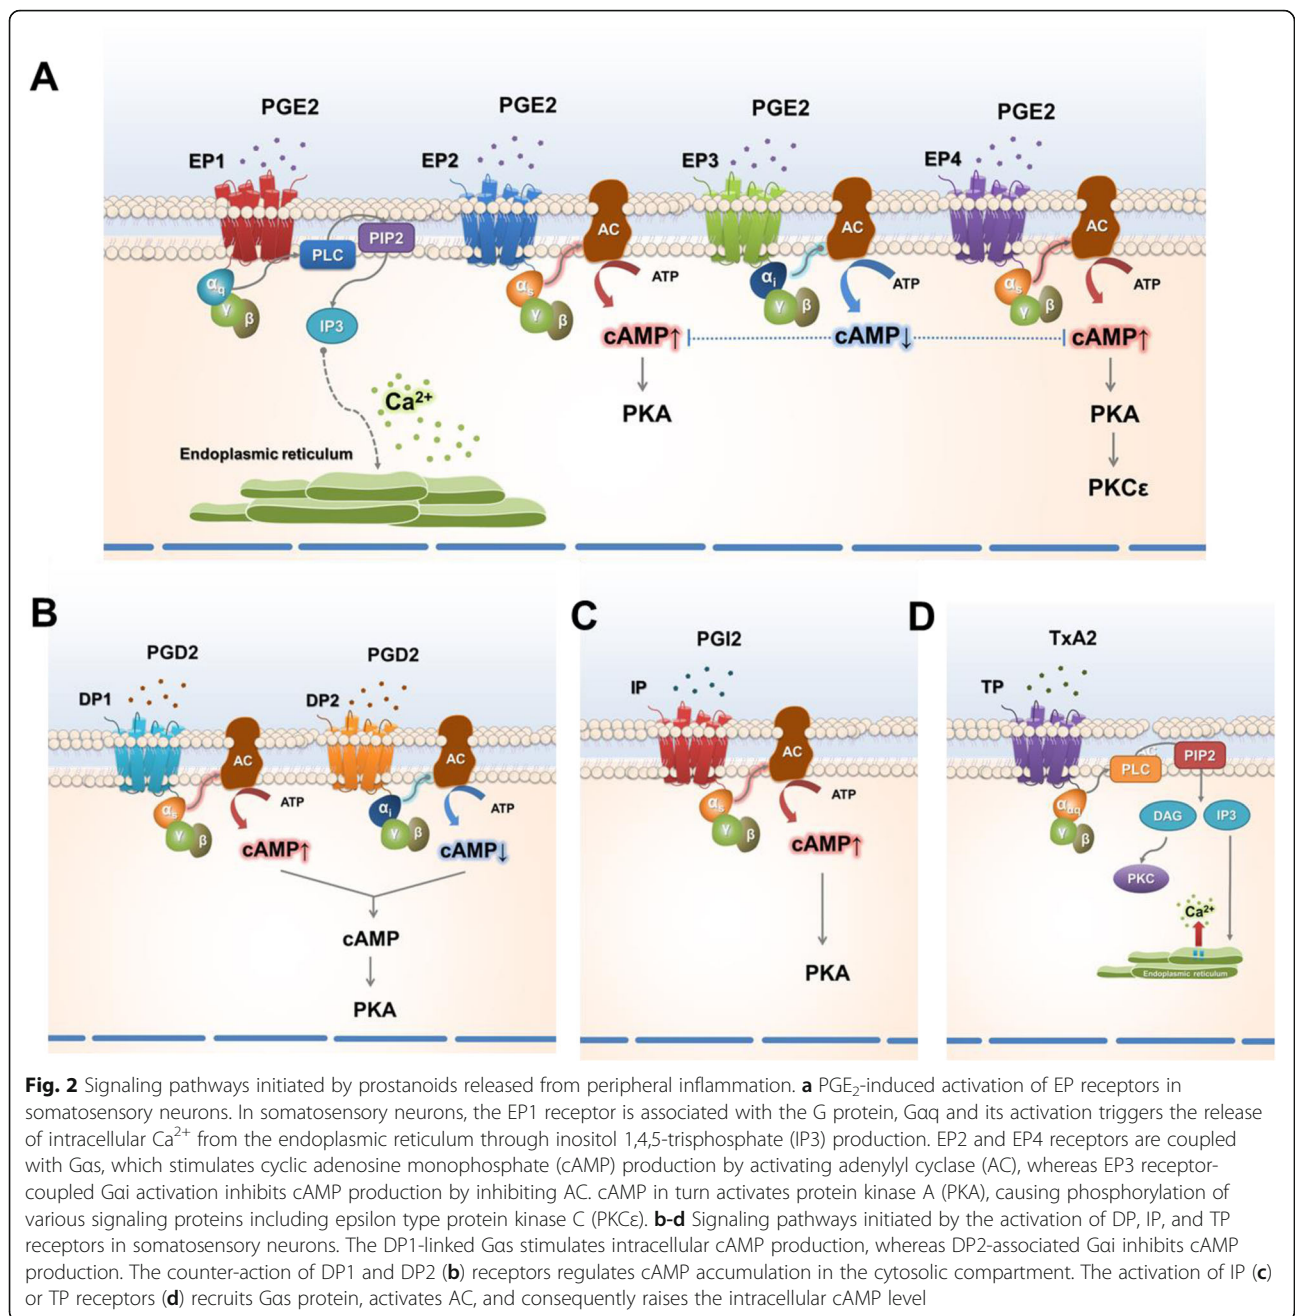 A
PGE2 PGE2 PGE2 PGE2
EP1 EP2 EP3 EP4
PLC PIP2 AC AC AC
αq γ β αs γ β αi γ β αs γ β
ATP ATP ATP
IP3 cAMP↑ cAMP↓ cAMP↑
Ca2+ PKA PKA
Endoplasmic reticulum
PKCε
B
PGD2 PGD2
DP1 DP2
AC AC
αs γ β αi γ β
ATP ATP
cAMP↑ cAMP↓
cAMP
PKA
C
PGI2
IP
AC
αs γ β
ATP
cAMP↑
PKA
D
TxA2
TP
PLC PIP2
αq γ β
DAG IP3
PKC
Ca2+
Endoplasmic reticulum
Fig. 2 Signaling pathways initiated by prostanoids released from peripheral inflammation. a PGE2-induced activation of EP receptors in
somatosensory neurons. In somatosensory neurons, the EP1 receptor is associated with the G protein, Gαq and its activation triggers the release
of intracellular Ca2+ from the endoplasmic reticulum through inositol 1,4,5-trisphosphate (IP3) production. EP2 and EP4 receptors are coupled
with Gαs, which stimulates cyclic adenosine monophosphate (cAMP) production by activating adenylyl cyclase (AC), whereas EP3 receptor-
coupled Gαi activation inhibits cAMP production by inhibiting AC. cAMP in turn activates protein kinase A (PKA), causing phosphorylation of
various signaling proteins including epsilon type protein kinase C (PKCε). b-d Signaling pathways initiated by the activation of DP, IP, and TP
receptors in somatosensory neurons. The DP1-linked Gαs stimulates intracellular cAMP production, whereas DP2-associated Gαi inhibits cAMP
production. The counter-action of DP1 and DP2 (b) receptors regulates cAMP accumulation in the cytosolic compartment. The activation of IP (c)
or TP receptors (d) recruits Gαs protein, activates AC, and consequently raises the intracellular cAMP level